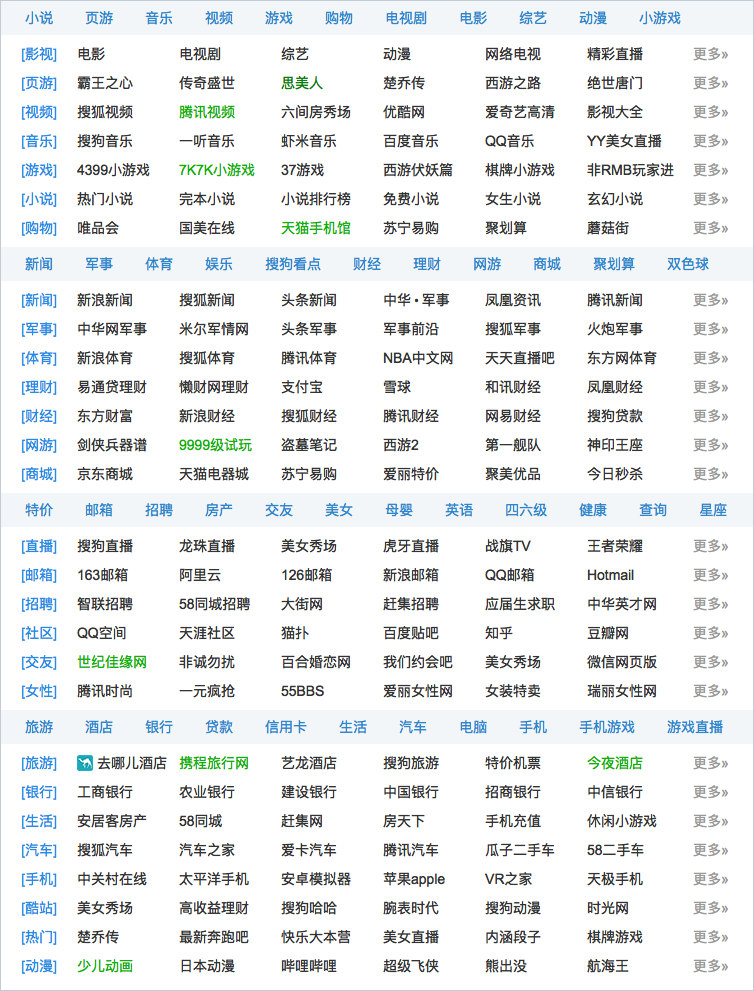 小说 页游 音乐 视频 游戏 购物 电视剧 电影 综艺 动漫 小游戏
[影视] 电影 电视剧 综艺 动漫 网络电视 精彩直播 更多»
[页游] 霸王之心 传奇盛世 思美人 楚乔传 西游之路 绝世唐门 更多»
[视频] 搜狐视频 腾讯视频 六间房秀场 优酷网 爱奇艺高清 影视大全 更多»
[音乐] 搜狗音乐 一听音乐 虾米音乐 百度音乐 QQ音乐 YY美女直播 更多»
[游戏] 4399小游戏 7K7K小游戏 37游戏 西游伏妖篇 棋牌小游戏 非RMB玩家进 更多»
[小说] 热门小说 完本小说 小说排行榜 免费小说 女生小说 玄幻小说 更多»
[购物] 唯品会 国美在线 天猫手机馆 苏宁易购 聚划算 蘑菇街 更多»
新闻 军事 体育 娱乐 搜狗看点 财经 理财 网游 商城 聚划算 双色球
[新闻] 新浪新闻 搜狐新闻 头条新闻 中华•军事 凤凰资讯 腾讯新闻 更多»
[军事] 中华网军事 米尔军情网 头条军事 军事前沿 搜狐军事 火炮军事 更多»
[体育] 新浪体育 搜狐体育 腾讯体育 NBA中文网 天天直播吧 东方网体育 更多»
[理财] 易通贷理财 懒财网理财 支付宝 雪球 和讯财经 凤凰财经 更多»
[财经] 东方财富 新浪财经 搜狐财经 腾讯财经 网易财经 搜狗贷款 更多»
[网游] 剑侠兵器谱 9999级试玩 盗墓笔记 西游2 第一舰队 神印王座 更多»
[商城] 京东商城 天猫电器城 苏宁易购 爱丽特价 聚美优品 今日秒杀 更多»
特价 邮箱 招聘 房产 交友 美女 母婴 英语 四六级 健康 查询 星座
[直播] 搜狗直播 龙珠直播 美女秀场 虎牙直播 战旗TV 王者荣耀 更多»
[邮箱] 163邮箱 阿里云 126邮箱 新浪邮箱 QQ邮箱 Hotmail 更多»
[招聘] 智联招聘 58同城招聘 大街网 赶集招聘 应届生求职 中华英才网 更多»
[社区] QQ空间 天涯社区 猫扑 百度贴吧 知乎 豆瓣网 更多»
[交友] 世纪佳缘网 非诚勿扰 百合婚恋网 我们约会吧 美女秀场 微信网页版 更多»
[女性] 腾讯时尚 一元疯抢 55BBS 爱丽女性网 女装特卖 瑞丽女性网 更多»
旅游 酒店 银行 贷款 信用卡 生活 汽车 电脑 手机 手机游戏 游戏直播
[旅游] 去哪儿酒店 携程旅行网 艺龙酒店 搜狗旅游 特价机票 今夜酒店 更多»
[银行] 工商银行 农业银行 建设银行 中国银行 招商银行 中信银行 更多»
[生活] 安居客房产 58同城 赶集网 房天下 手机充值 休闲小游戏 更多»
[汽车] 搜狐汽车 汽车之家 爱卡汽车 腾讯汽车 瓜子二手车 58二手车 更多»
[手机] 中关村在线 太平洋手机 安卓模拟器 苹果apple VR之家 天极手机 更多»
[酷站] 美女秀场 高收益理财 搜狗哈哈 腕表时代 搜狗动漫 时光网 更多»
[热门] 楚乔传 最新奔跑吧 快乐大本营 美女直播 内涵段子 棋牌游戏 更多»
[动漫] 少儿动画 日本动漫 哔哩哔哩 超级飞侠 熊出没 航海王 更多»